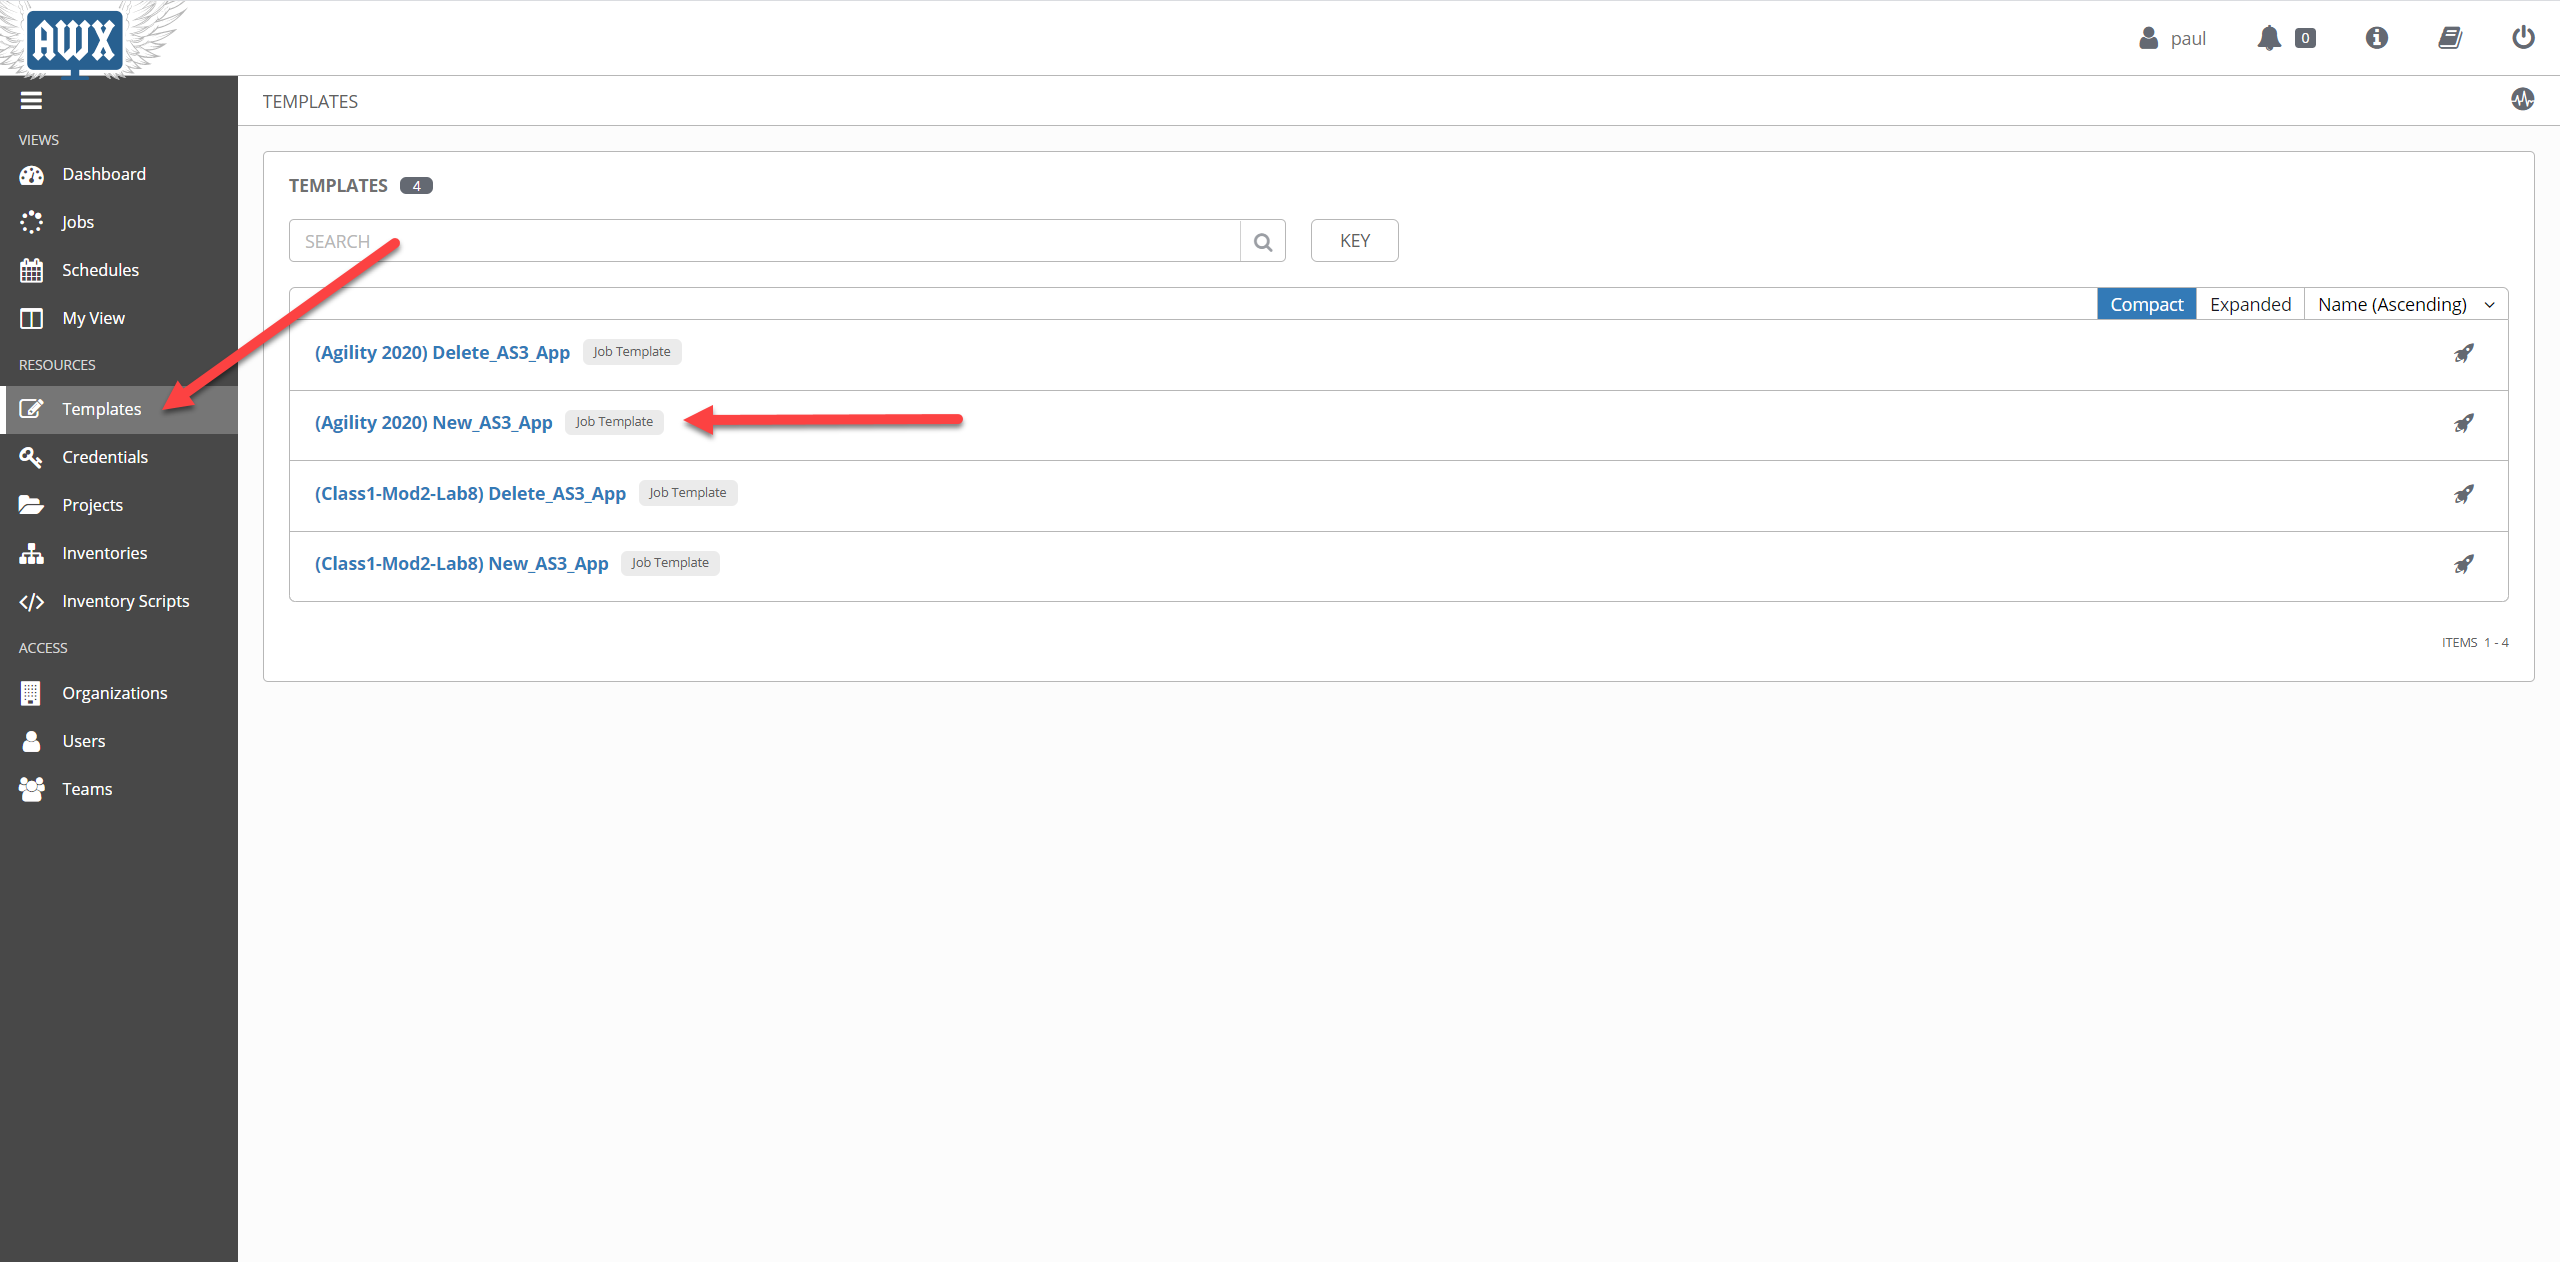 AWX
paul
0
VIEWS
Dashboard
Jobs
Schedules
My View
RESOURCES
Templates
Credentials
Projects
Inventories
Inventory Scripts
ACCESS
Organizations
Users
Teams
TEMPLATES
TEMPLATES 4
SEARCH
KEY
Compact Expanded Name (Ascending)
(Agility 2020) Delete_AS3_App Job Template
(Agility 2020) New_AS3_App Job Template
(Class1-Mod2-Lab8) Delete_AS3_App Job Template
(Class1-Mod2-Lab8) New_AS3_App Job Template
ITEMS 1 - 4